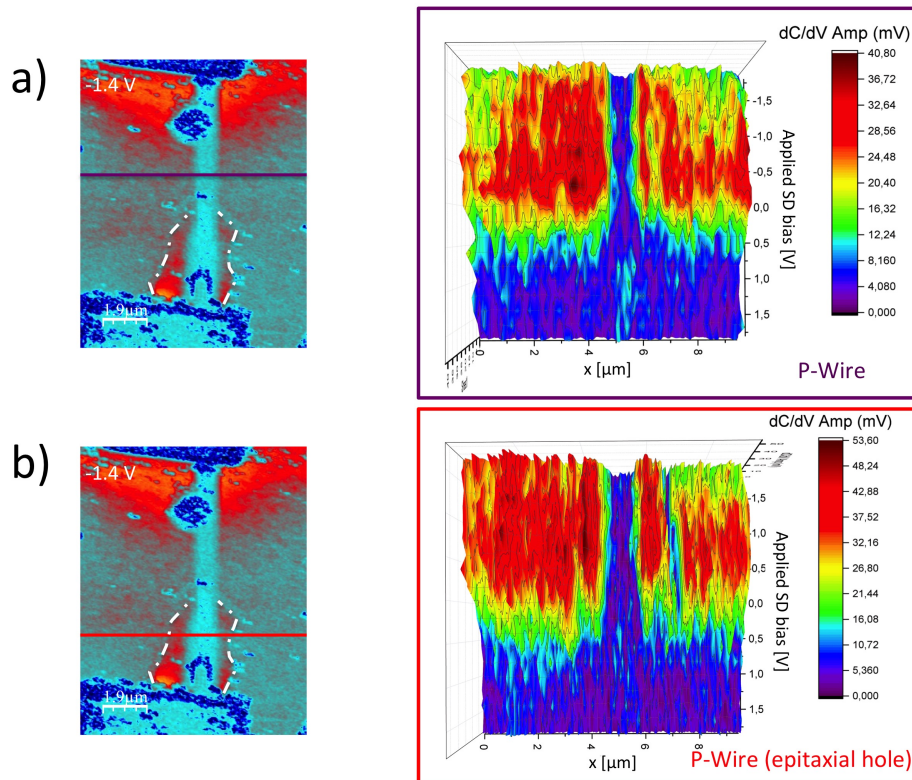 a)
-1.4 V
1.9µm
dC/dV Amp (mV)
40,80
36,72
32,64
28,56
24,48
20,40
16,32
12,24
8,160
4,080
0,000
-1,5
-1,0
-0,5
0,0
0,5
1,0
1,5
Applied SD bias [V]
0 2 4 6 8
x [µm]
P-Wire
b)
-1.4 V
1.9µm
dC/dV Amp (mV)
53,60
48,24
42,88
37,52
32,16
26,80
21,44
16,08
10,72
5,360
0,000
1,5
1,0
0,5
0,0
0,5
1,0
1,5
Applied SD bias [V]
0 2 4 6 8
x [µm]
P-Wire (epitaxial hole)